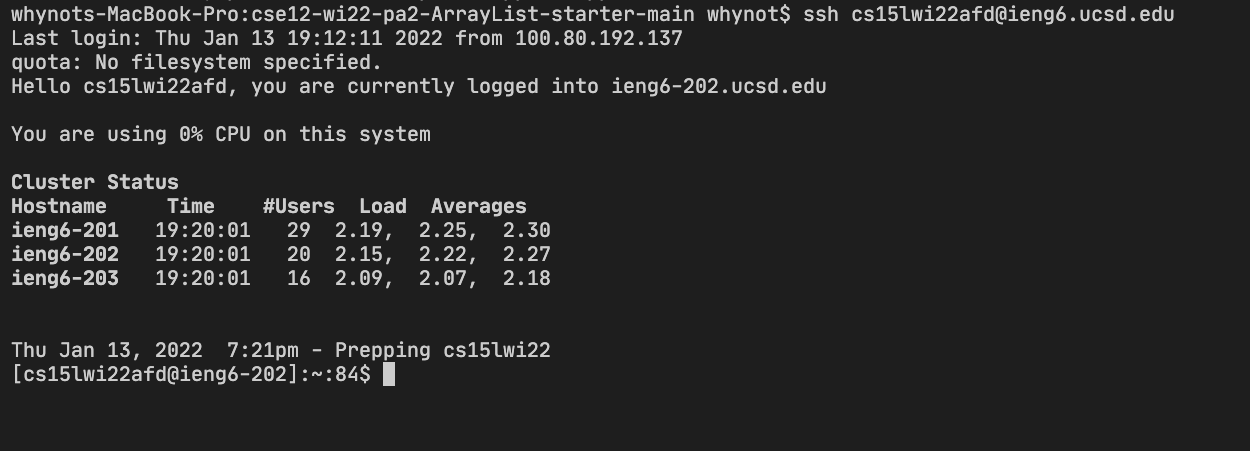 whynots-MacBook-Pro:cse12-wi22-pa2-ArrayList-starter-main whynot$ ssh cs15lwi22afd@ieng6.ucsd.edu
Last login: Thu Jan 13 19:12:11 2022 from 100.80.192.137
quota: No filesystem specified.
Hello cs15lwi22afd, you are currently logged into ieng6-202.ucsd.edu
You are using 0% CPU on this system
Cluster Status
Hostname     Time    #Users  Load  Averages
ieng6-201   19:20:01   29  2.19,  2.25,  2.30
ieng6-202   19:20:01   20  2.15,  2.22,  2.27
ieng6-203   19:20:01   16  2.09,  2.07,  2.18
Thu Jan 13, 2022  7:21pm - Prepping cs15lwi22
[cs15lwi22afd@ieng6-202]:~:84$